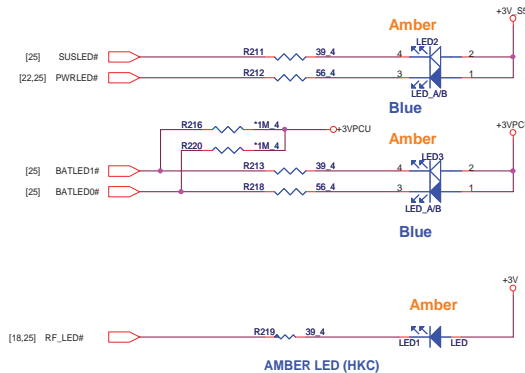 +3V_S5
Amber
LED2
[25] SUSLED# R211 39_4 4 2
[22,25] PWRLED# R212 56_4 3 1
LED_A/B
Blue
R216 *1M_4 +3VPCU +3VPC
R220 *1M_4 Amber
LED3
[25] BATLED1# R213 39_4 4 2
[25] BATLED0# R218 56_4 3 1
LED_A/B
Blue
+3V
Amber
[18,25] RF_LED# R219 39_4
LED1 LED
AMBER LED (HKC)